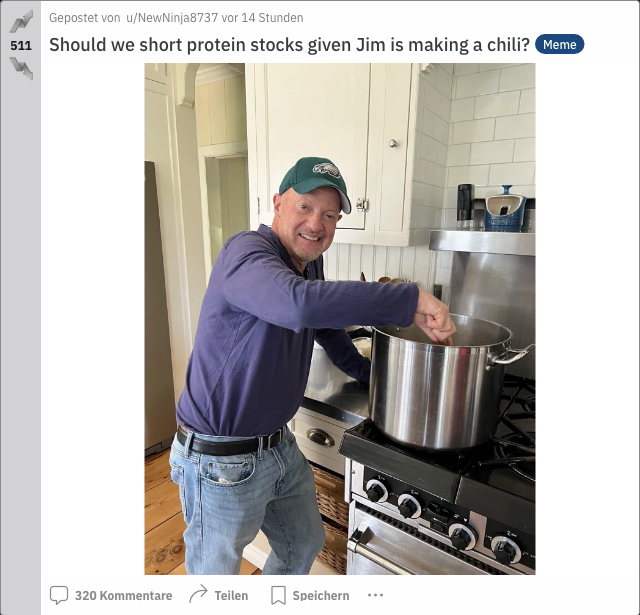 Gepostet von u/NewNinja8737 vor 14 Stunden
511
Should we short protein stocks given Jim is making a chili? Meme
320 Kommentare Teilen Speichern